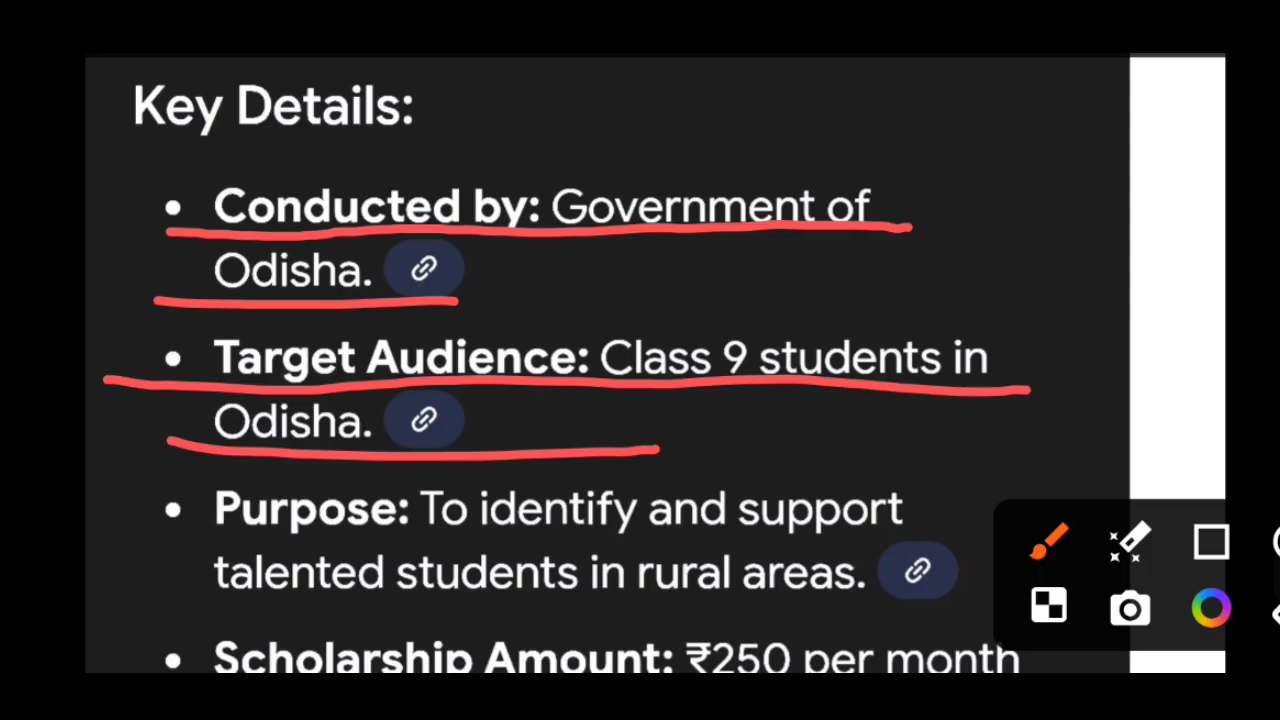 Key Details:
• Conducted by: Government of
Odisha.
• Target Audience: Class 9 students in
Odisha.
• Purpose: To identify and support
talented students in rural areas.
• Scholarship Amount: ₹250 per month